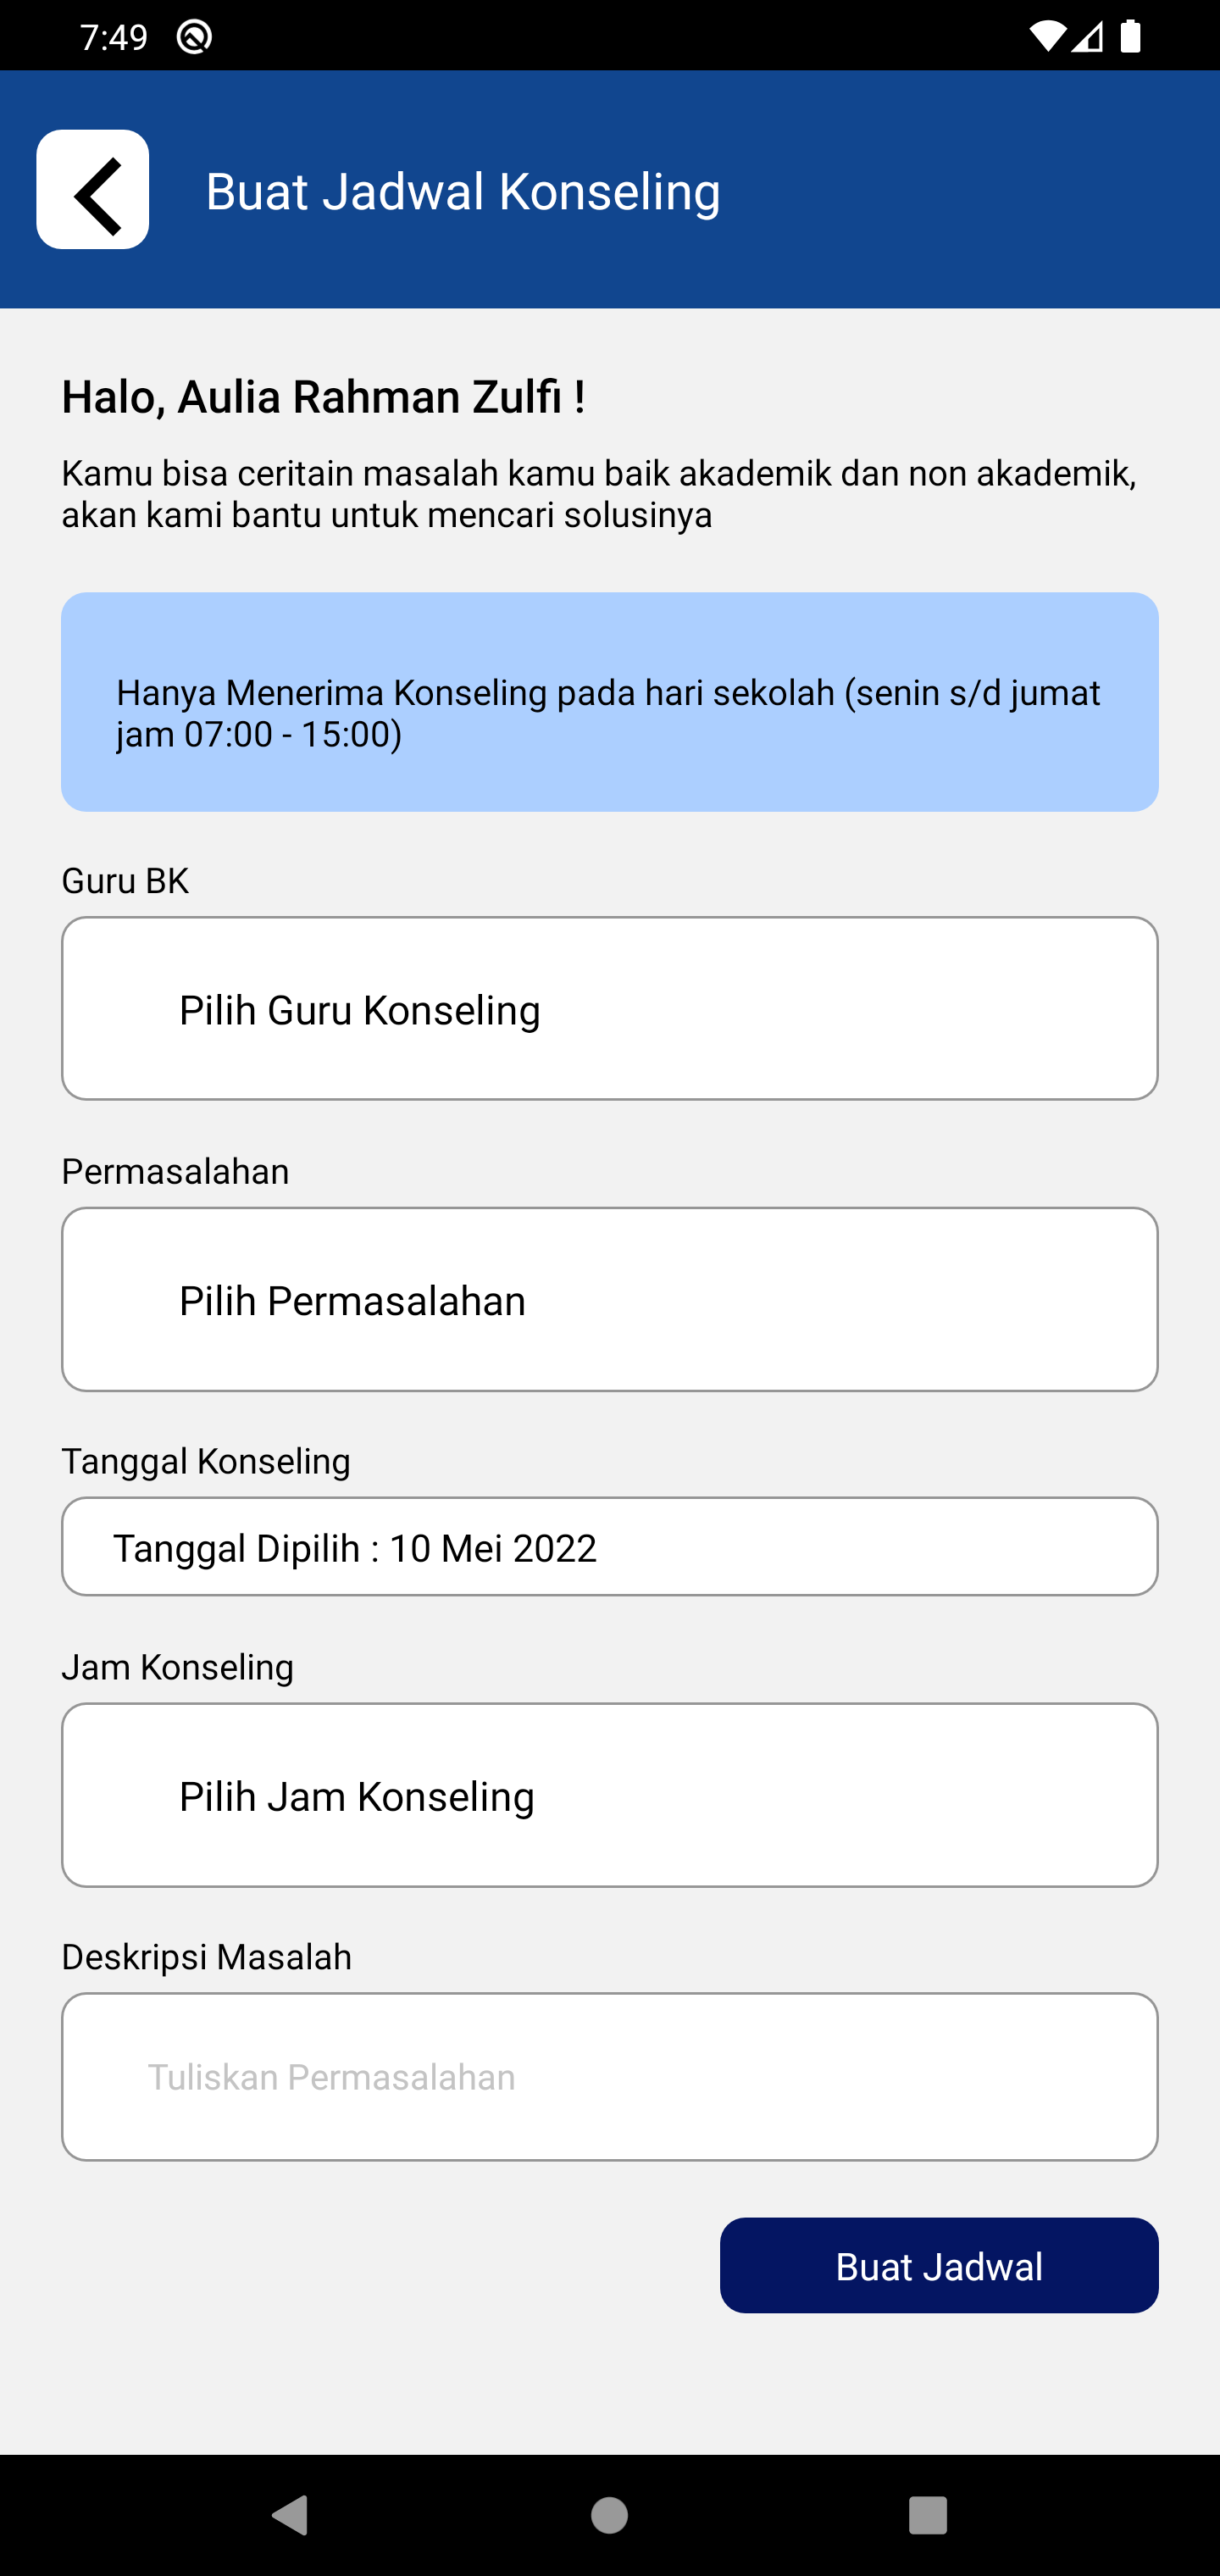 7:49
Buat Jadwal Konseling
Halo, Aulia Rahman Zulfi !
Kamu bisa ceritain masalah kamu baik akademik dan non akademik,
akan kami bantu untuk mencari solusinya
Hanya Menerima Konseling pada hari sekolah (senin s/d jumat
jam 07:00 - 15:00)
Guru BK
Pilih Guru Konseling
Permasalahan
Pilih Permasalahan
Tanggal Konseling
Tanggal Dipilih : 10 Mei 2022
Jam Konseling
Pilih Jam Konseling
Deskripsi Masalah
Tuliskan Permasalahan
Buat Jadwal